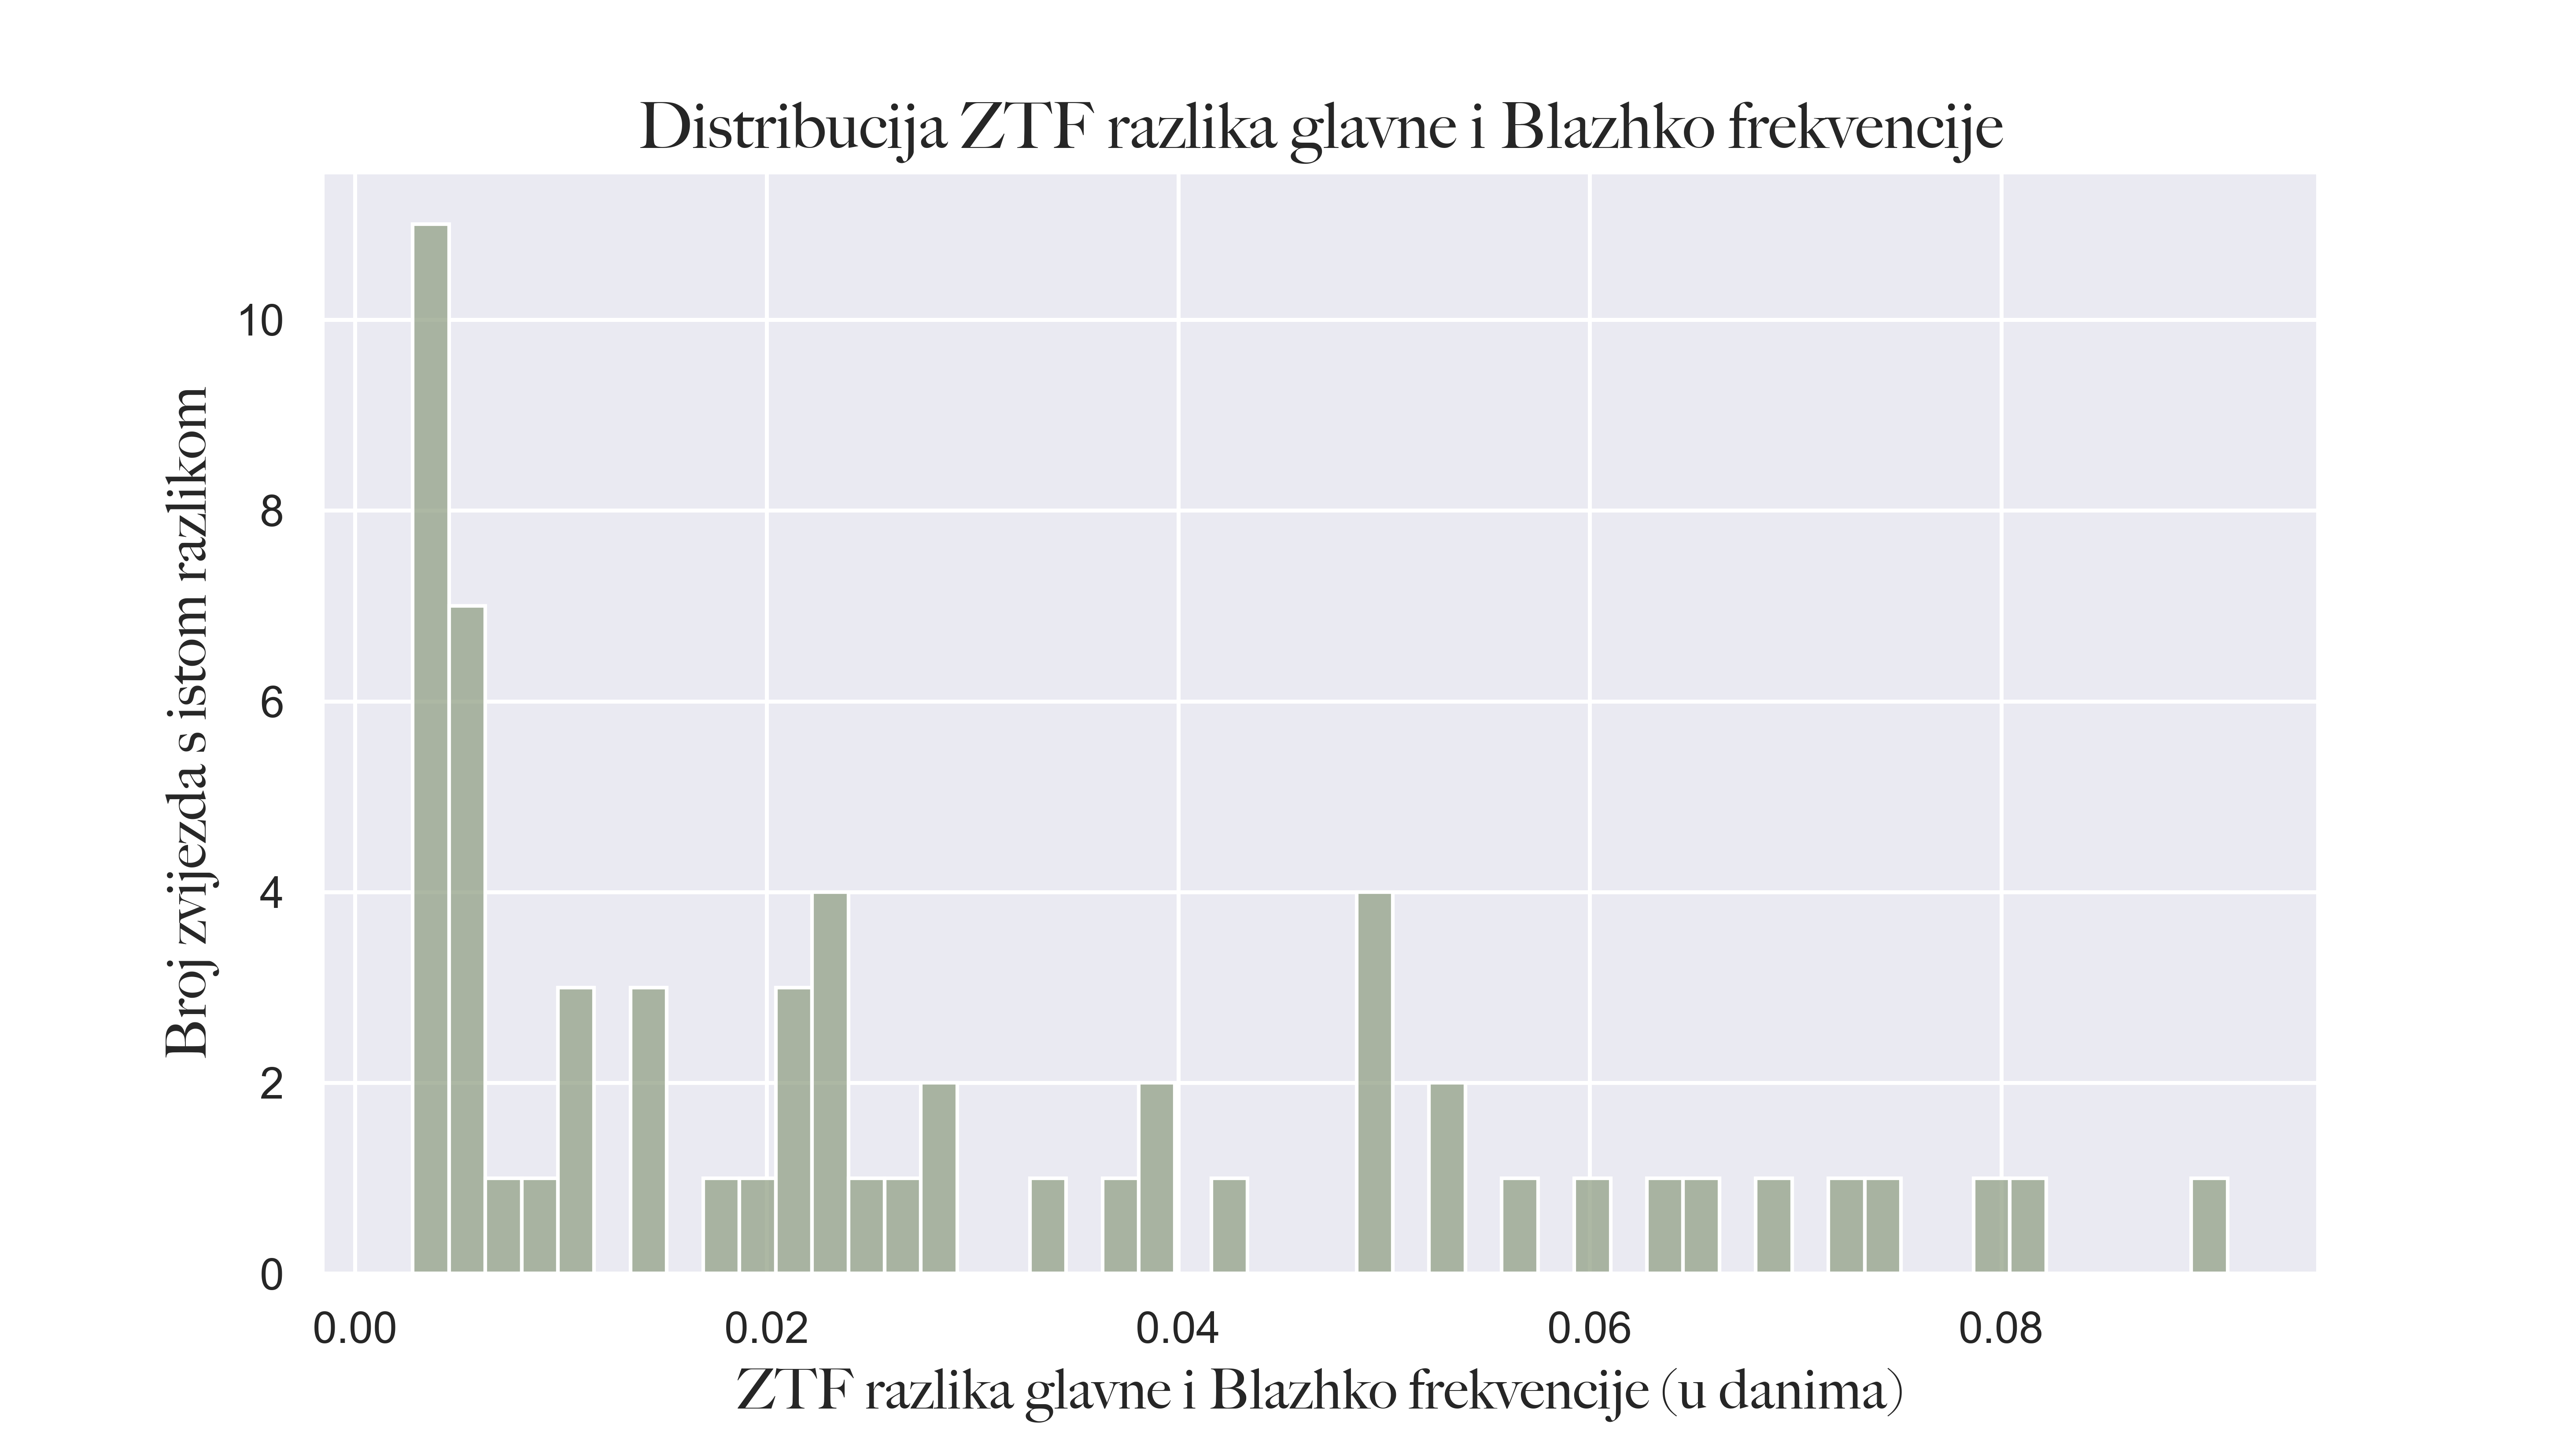 Distribucija ZTF razlika glavne i Blazhko frekvencije
Broj zvijezda s istom razlikom
10
8
6
4
2
0
0.00 0.02 0.04 0.06 0.08
ZTF razlika glavne i Blazhko frekvencije (u danima)